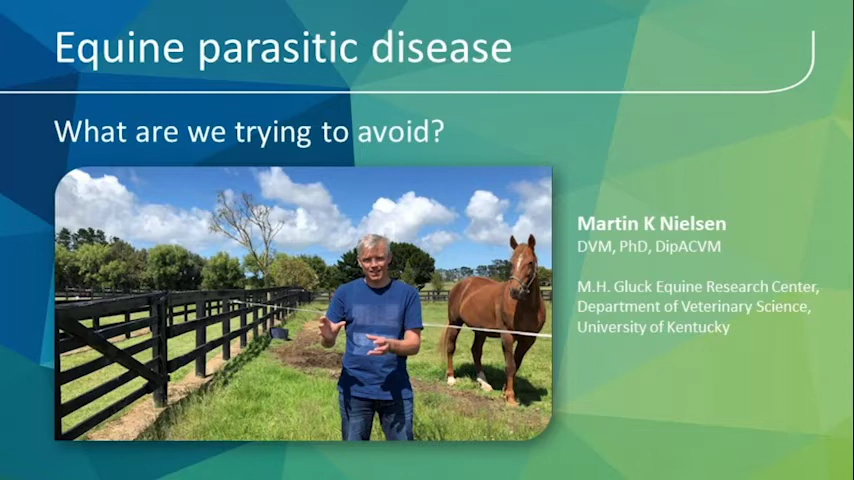 Equine parasitic disease
What are we trying to avoid?
Martin K Nielsen
DVM, PhD, DipACVM
M.H. Gluck Equine Research Center,
Department of Veterinary Science,
University of Kentucky